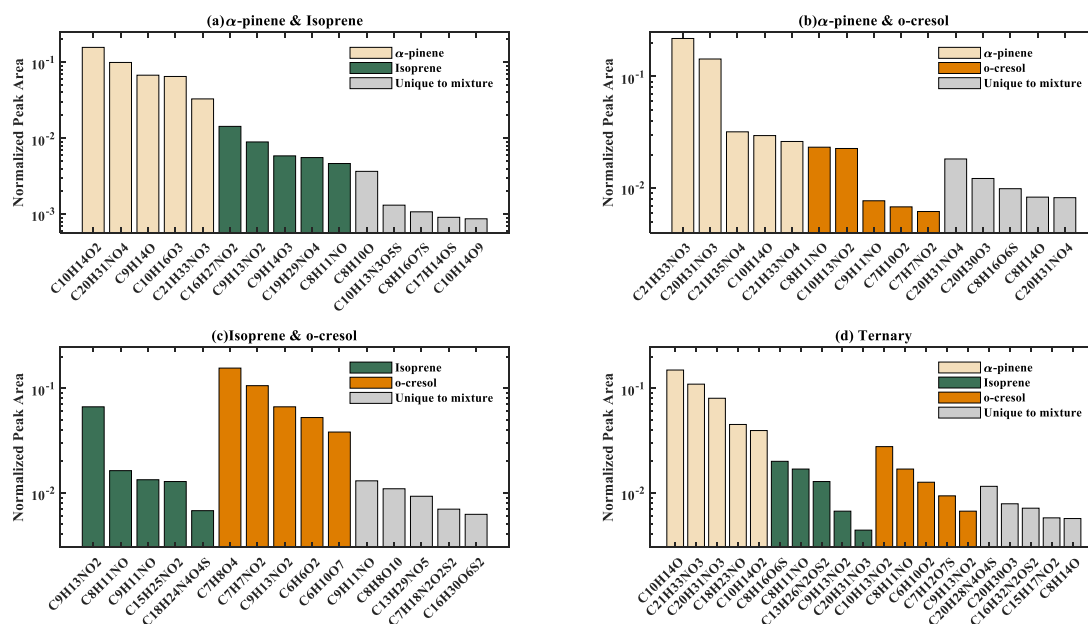 (a)α-pinene & Isoprene
Normalized Peak Area
10⁻¹
10⁻²
10⁻³
α-pinene
Isoprene
Unique to mixture
C10H14O2
C20H31NO4
C9H14O
C10H16O3
C21H33NO3
C16H27NO2
C9H13NO2
C9H14O3
C19H29NO4
C8H11NO
C8H10O
C10H13N3O5S
C8H16O7S
C17H14OS
C10H14O9
(b)α-pinene & o-cresol
Normalized Peak Area
10⁻¹
10⁻²
α-pinene
o-cresol
Unique to mixture
C21H33NO3
C20H31NO3
C21H35NO4
C10H14O
C21H33NO4
C8H11NO
C10H13NO2
C9H11NO
C7H10O2
C7H7NO2
C20H31NO4
C20H30O3
C8H16O6S
C8H14O
C20H31NO4
(c)Isoprene & o-cresol
Normalized Peak Area
10⁻¹
10⁻²
Isoprene
o-cresol
Unique to mixture
C9H13NO2
C8H11NO
C9H11NO
C15H25NO2
C18H24N4O4S
C7H8O4
C7H7NO2
C9H13NO2
C6H6O2
C6H10O7
C9H11NO
C8H8O10
C13H29NO5
C7H18N2O2S2
C16H30O6S2
(d) Ternary
Normalized Peak Area
10⁻¹
10⁻²
α-pinene
Isoprene
o-cresol
Unique to mixture
C10H14O
C21H33NO3
C20H31NO3
C18H23NO
C10H14O2
C8H16O6S
C8H11NO
C13H26N2OS2
C9H13NO2
C20H31NO3
C10H13NO2
C8H11NO
C6H10O2
C7H12O7S
C9H13NO2
C20H28N4O4S
C20H30O3
C16H32N2OS2
C15H17NO2
C8H14O